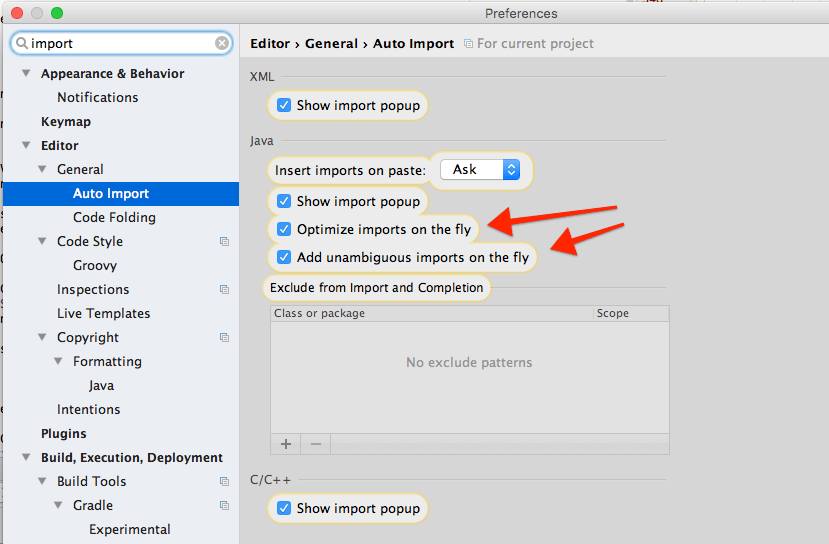 Preferences
import
Appearance & Behavior
Notifications
Keymap
Editor
General
Auto Import
Code Folding
Code Style
Groovy
Inspections
Live Templates
Copyright
Formatting
Java
Intentions
Plugins
Build, Execution, Deployment
Build Tools
Gradle
Experimental
Editor › General › Auto Import For current project
XML
Show import popup
Java
Insert imports on paste: Ask
Show import popup
Optimize imports on the fly
Add unambiguous imports on the fly
Exclude from Import and Completion
Class or package Scope
No exclude patterns
+ −
C/C++
Show import popup